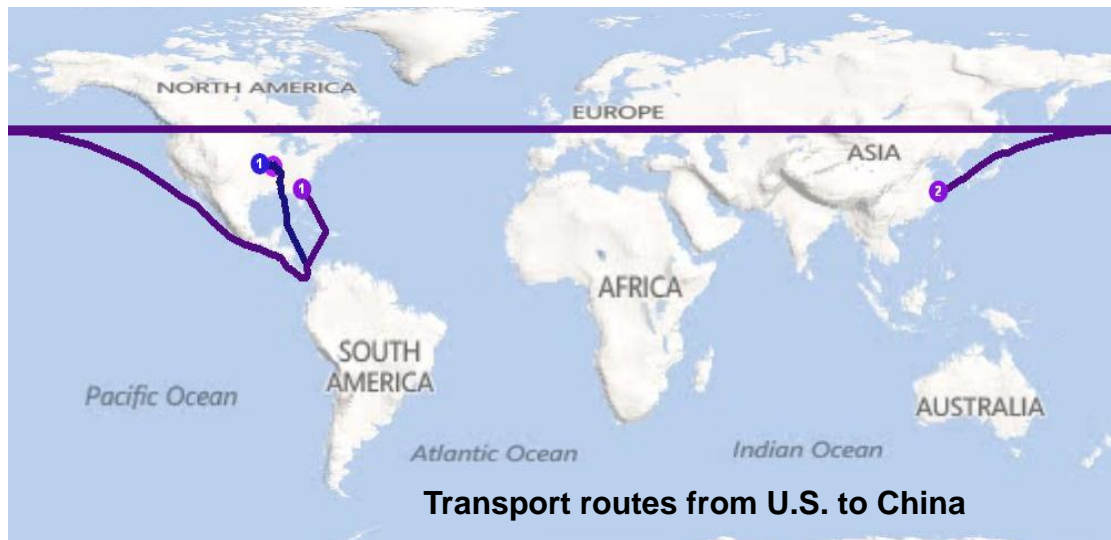 NORTH AMERICA
EUROPE
ASIA
1
1
2
AFRICA
SOUTH
AMERICA
Pacific Ocean
AUSTRALIA
Atlantic Ocean
Indian Ocean
Transport routes from U.S. to China